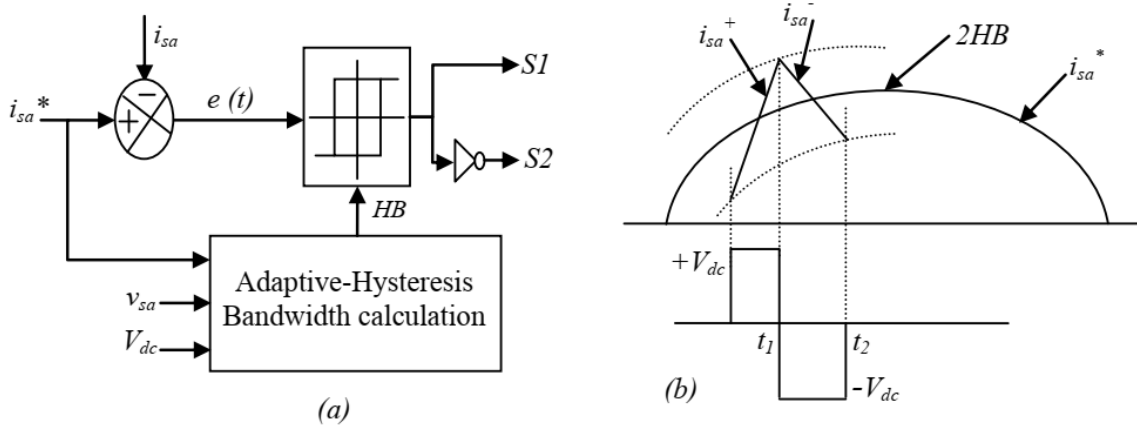 i_sa
i_sa*
+
−
e (t)
S1
S2
HB
Adaptive-Hysteresis
Bandwidth calculation
v_sa
V_dc
(a)
i_sa^+
i_sa^-
2HB
i_sa^*
+V_dc
t_1
t_2
−V_dc
(b)